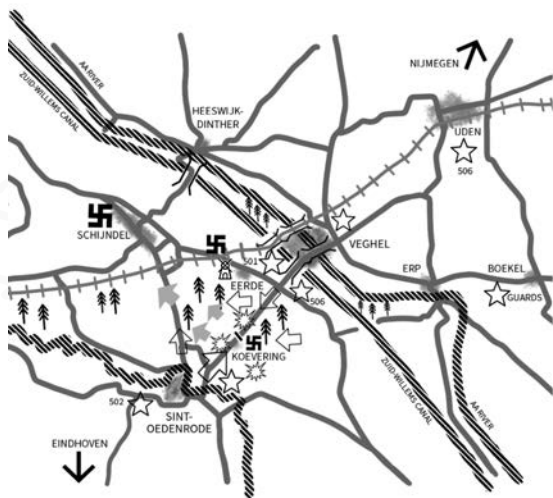 NIJMEGEN
AA RIVER
ZUID-WILLEMS CANAL
HEESWIJK-
DINTHER
UDEN
506
SCHIJNDEL
501
VEGHEL
EERDE
506
ERP
BOEKEL
GUARDS
KOEVERING
502
SINT-
OEDENRODE
ZUID-WILLEMS CANAL
AA RIVER
EINDHOVEN